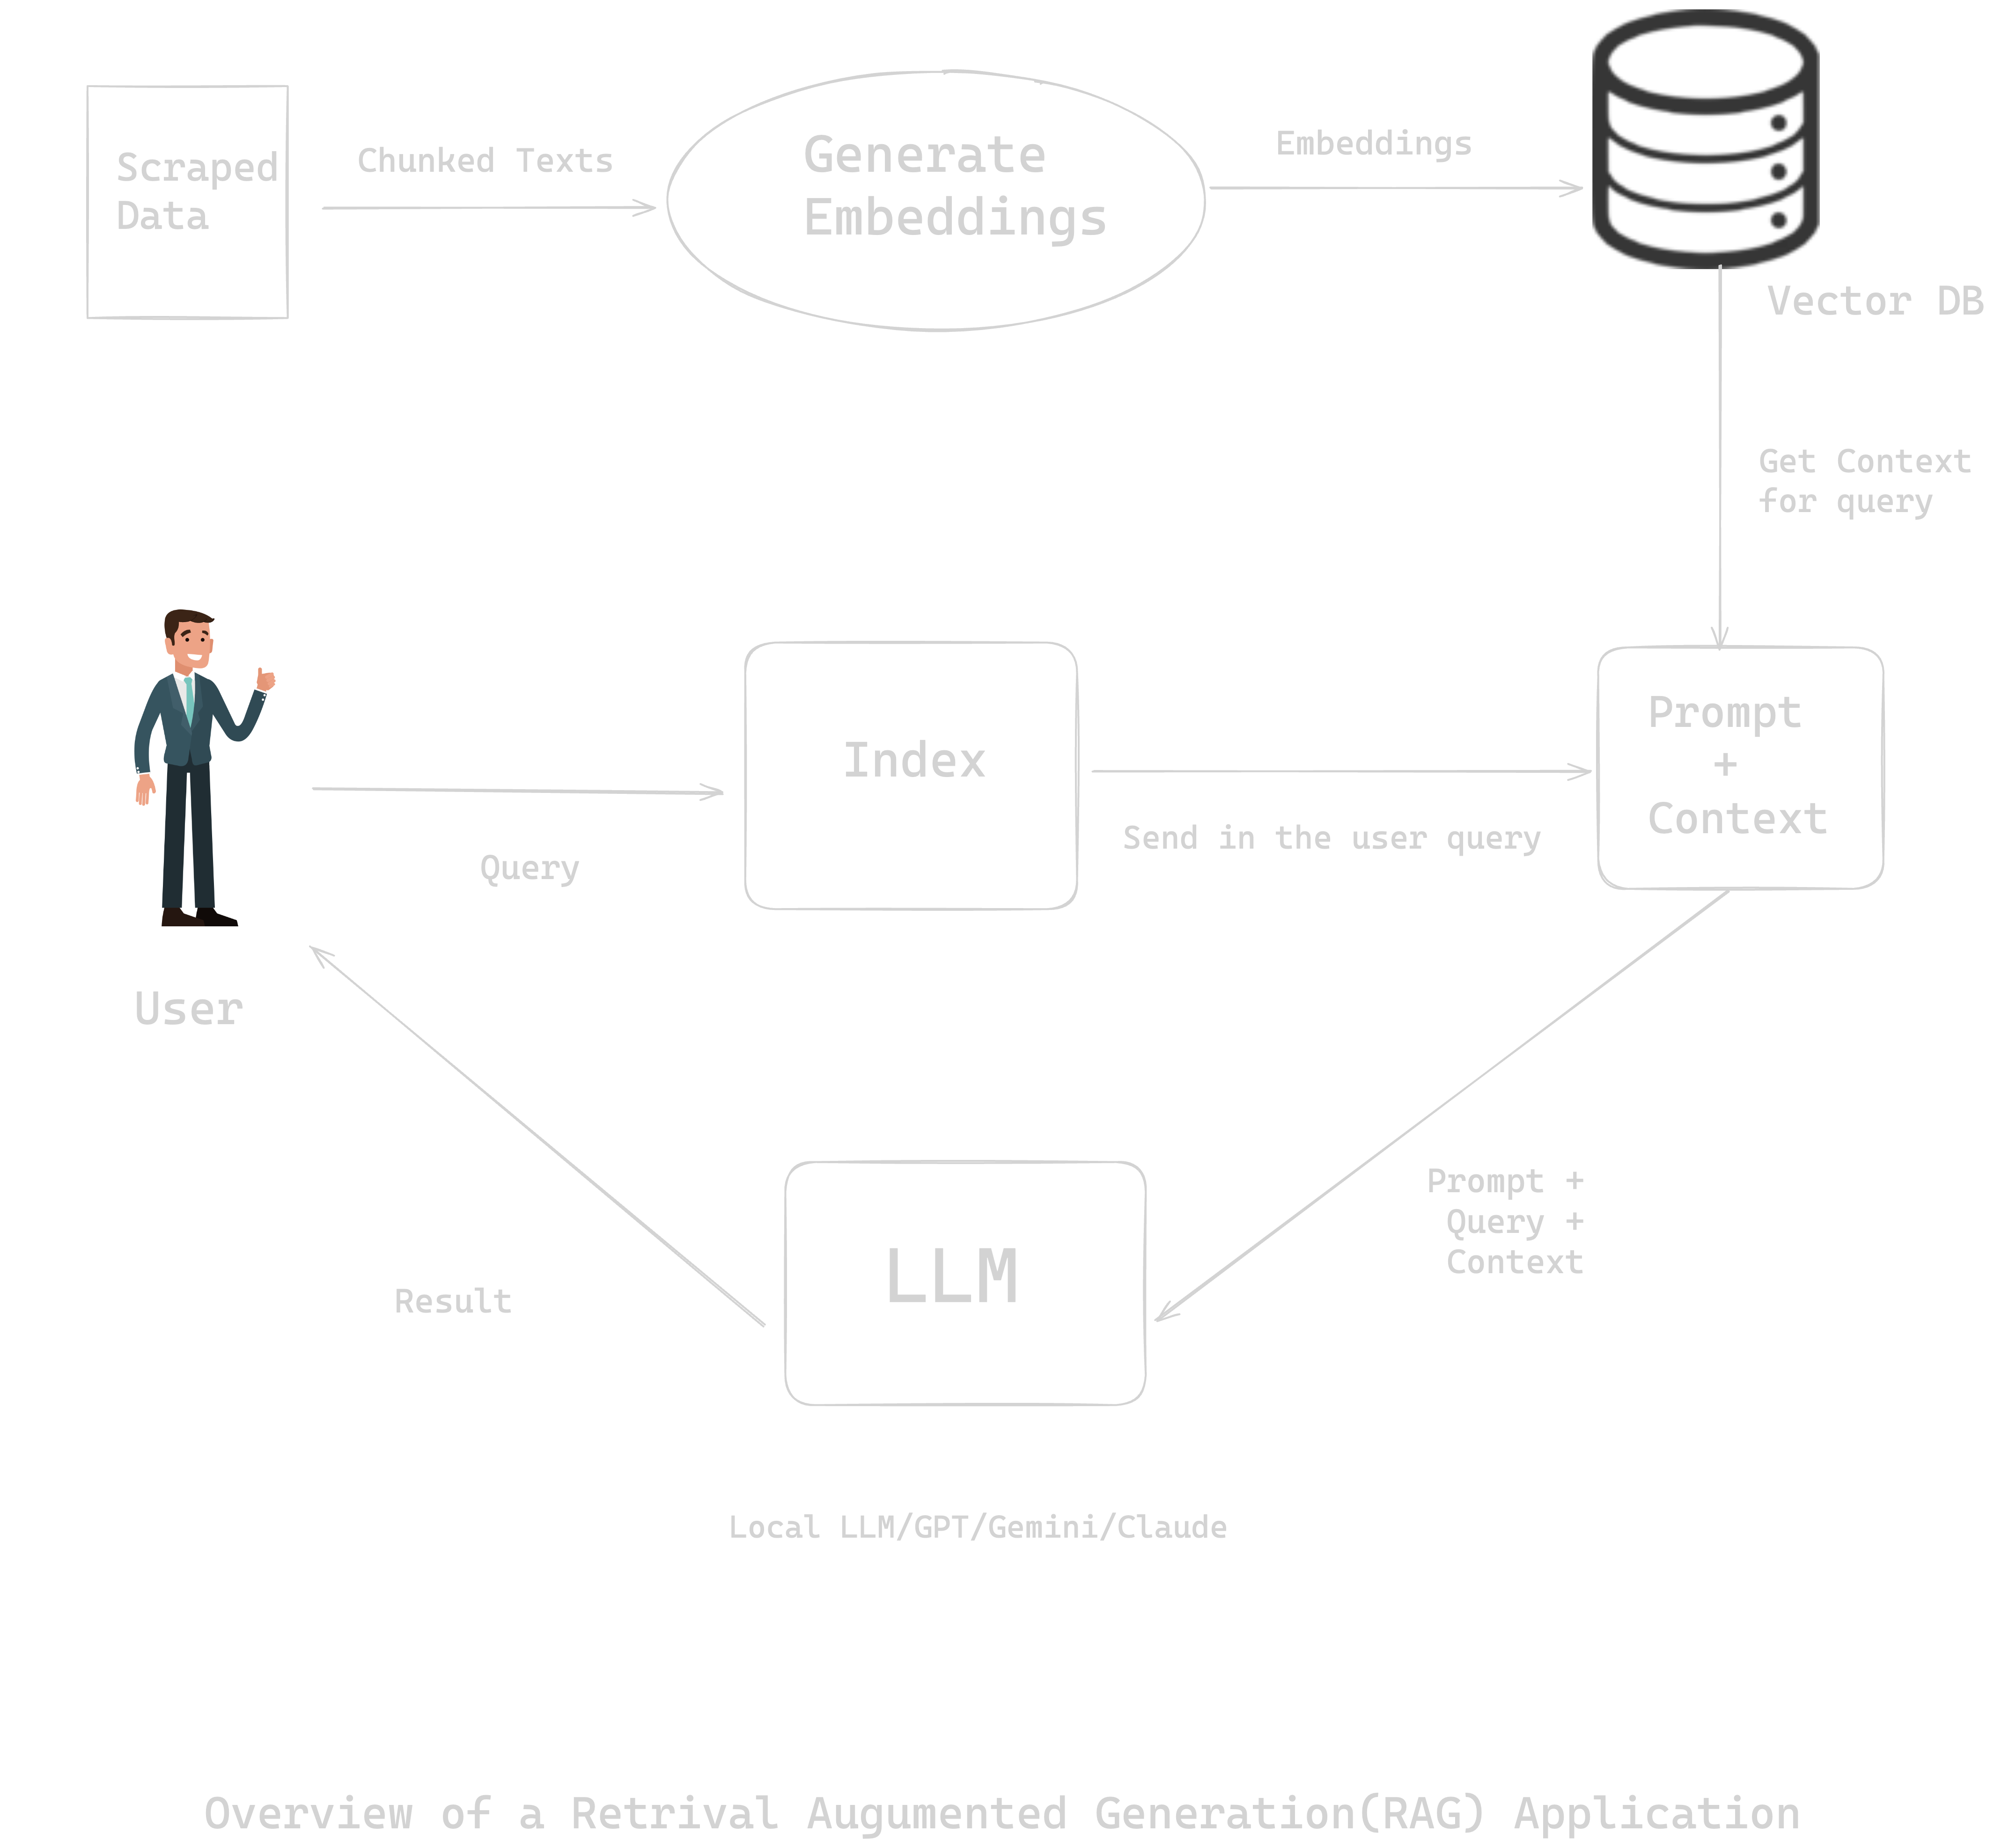 Scraped
Data
Chunked Texts
Generate
Embeddings
Embeddings
Vector DB
Get Context
for query
User
Query
Index
Send in the user query
Prompt
+
Context
Prompt +
Query +
Context
LLM
Result
Local LLM/GPT/Gemini/Claude
Overview of a Retrival Augumented Generation(RAG) Application